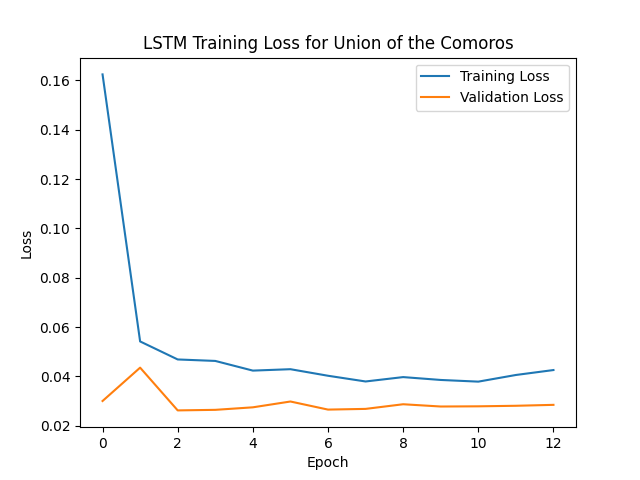 LSTM Training Loss for Union of the Comoros
Training Loss
Validation Loss
0.16
0.14
0.12
0.10
0.08
0.06
0.04
0.02
Loss
0 2 4 6 8 10 12
Epoch